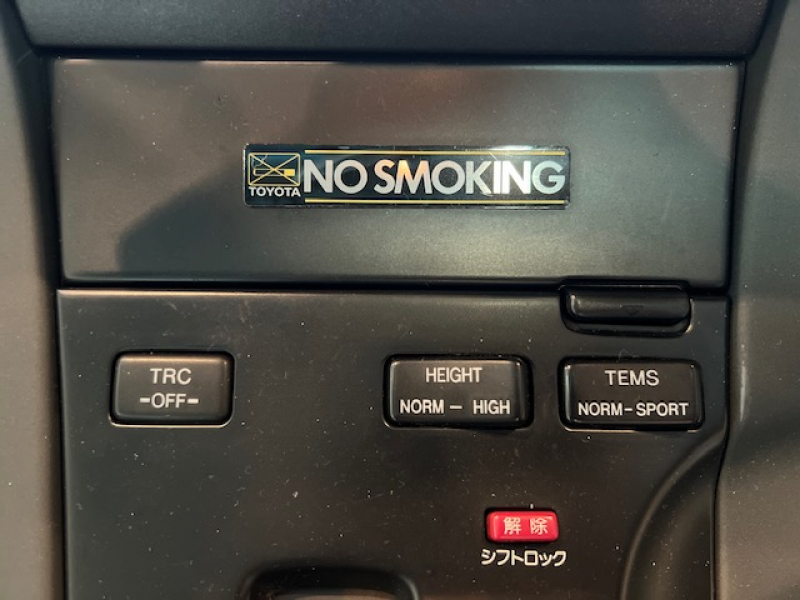 TOYOTA NO SMOKING
TRC
-OFF-
HEIGHT
NORM - HIGH
TEMS
NORM-SPORT
解除
シフトロック